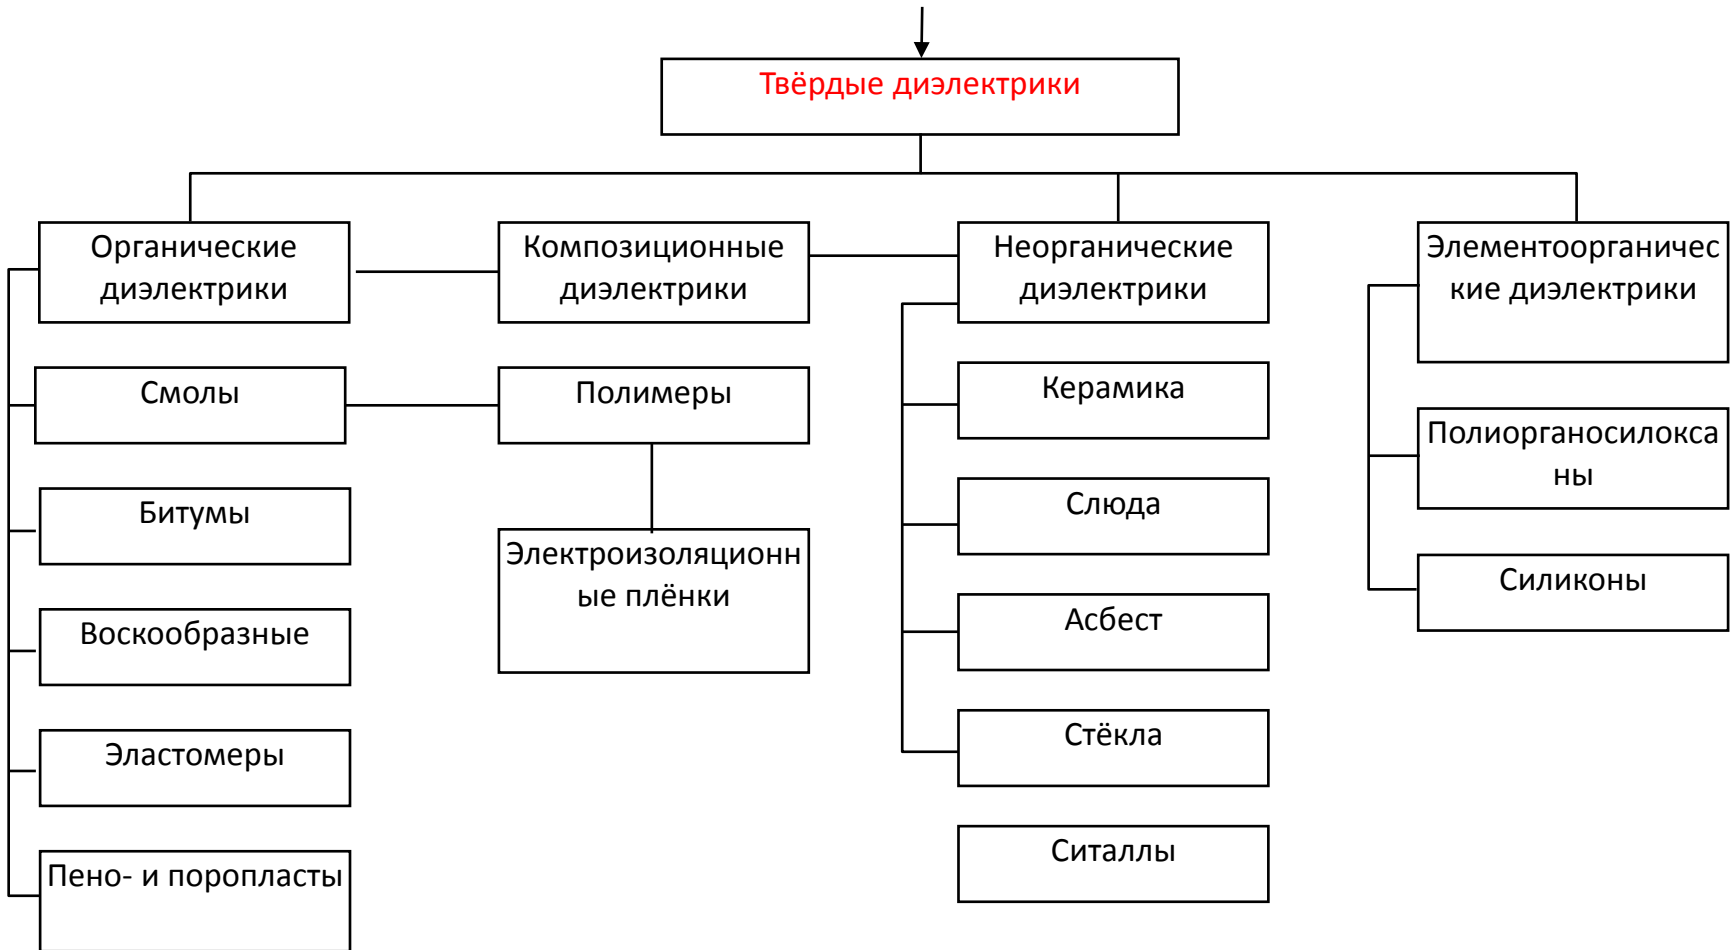 Твёрдые диэлектрики
Органические
диэлектрики
Композиционные
диэлектрики
Неорганические
диэлектрики
Элементоорганичес
кие диэлектрики
Смолы
Полимеры
Керамика
Полиорганосилокса
ны
Битумы
Электроизоляционн
ые плёнки
Слюда
Силиконы
Воскообразные
Асбест
Эластомеры
Стёкла
Пено- и поропласты
Ситаллы